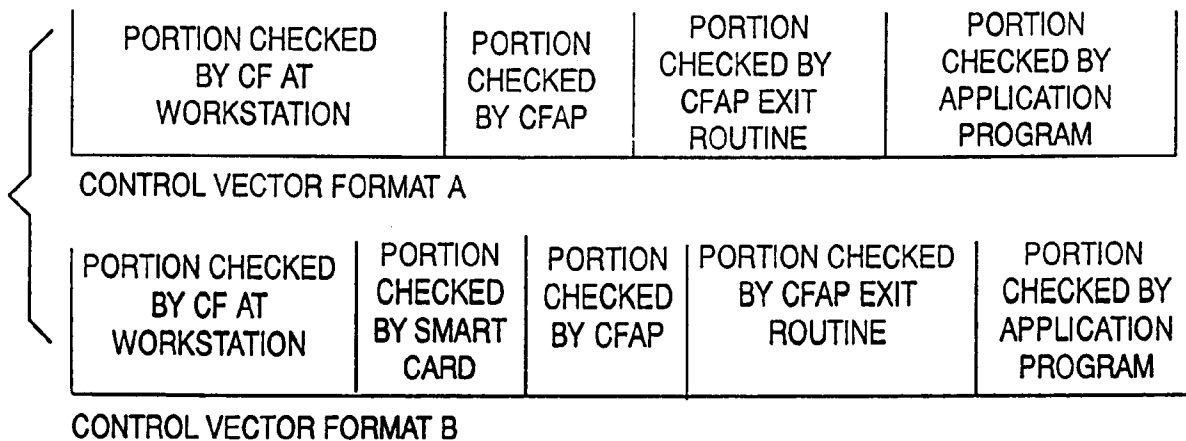 PORTION CHECKED
BY CF AT
WORKSTATION
PORTION
CHECKED
BY CFAP
PORTION
CHECKED BY
CFAP EXIT
ROUTINE
PORTION
CHECKED BY
APPLICATION
PROGRAM
CONTROL VECTOR FORMAT A
PORTION CHECKED
BY CF AT
WORKSTATION
PORTION
CHECKED
BY SMART
CARD
PORTION
CHECKED
BY CFAP
PORTION CHECKED
BY CFAP EXIT
ROUTINE
PORTION
CHECKED BY
APPLICATION
PROGRAM
CONTROL VECTOR FORMAT B